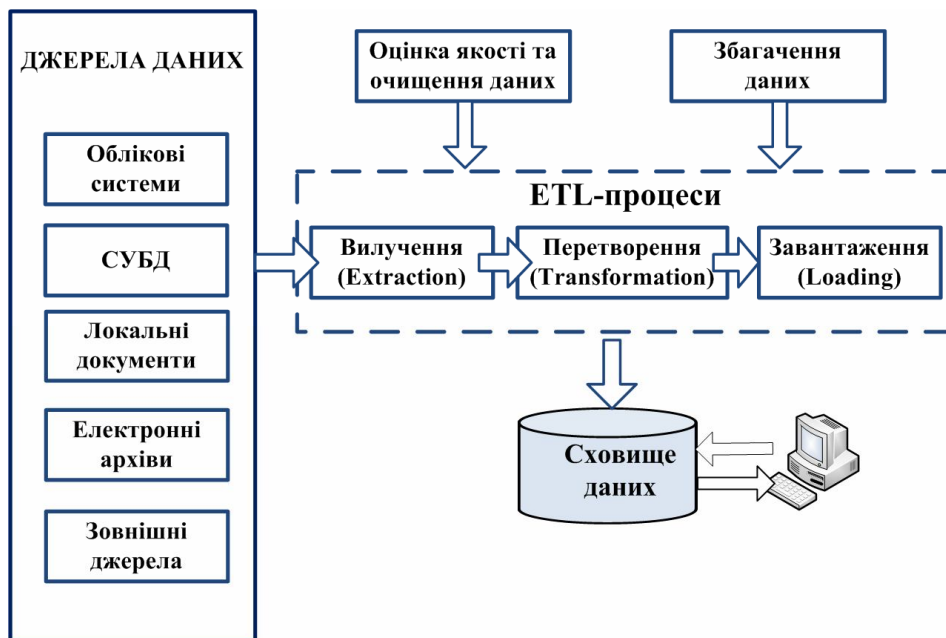 ДЖЕРЕЛА ДАНИХ
Облікові
системи
СУБД
Локальні
документи
Електронні
архіви
Зовнішні
джерела
Оцінка якості та
очищення даних
Збагачення
даних
ETL-процеси
Вилучення
(Extraction)
Перетворення
(Transformation)
Завантаження
(Loading)
Сховище
даних